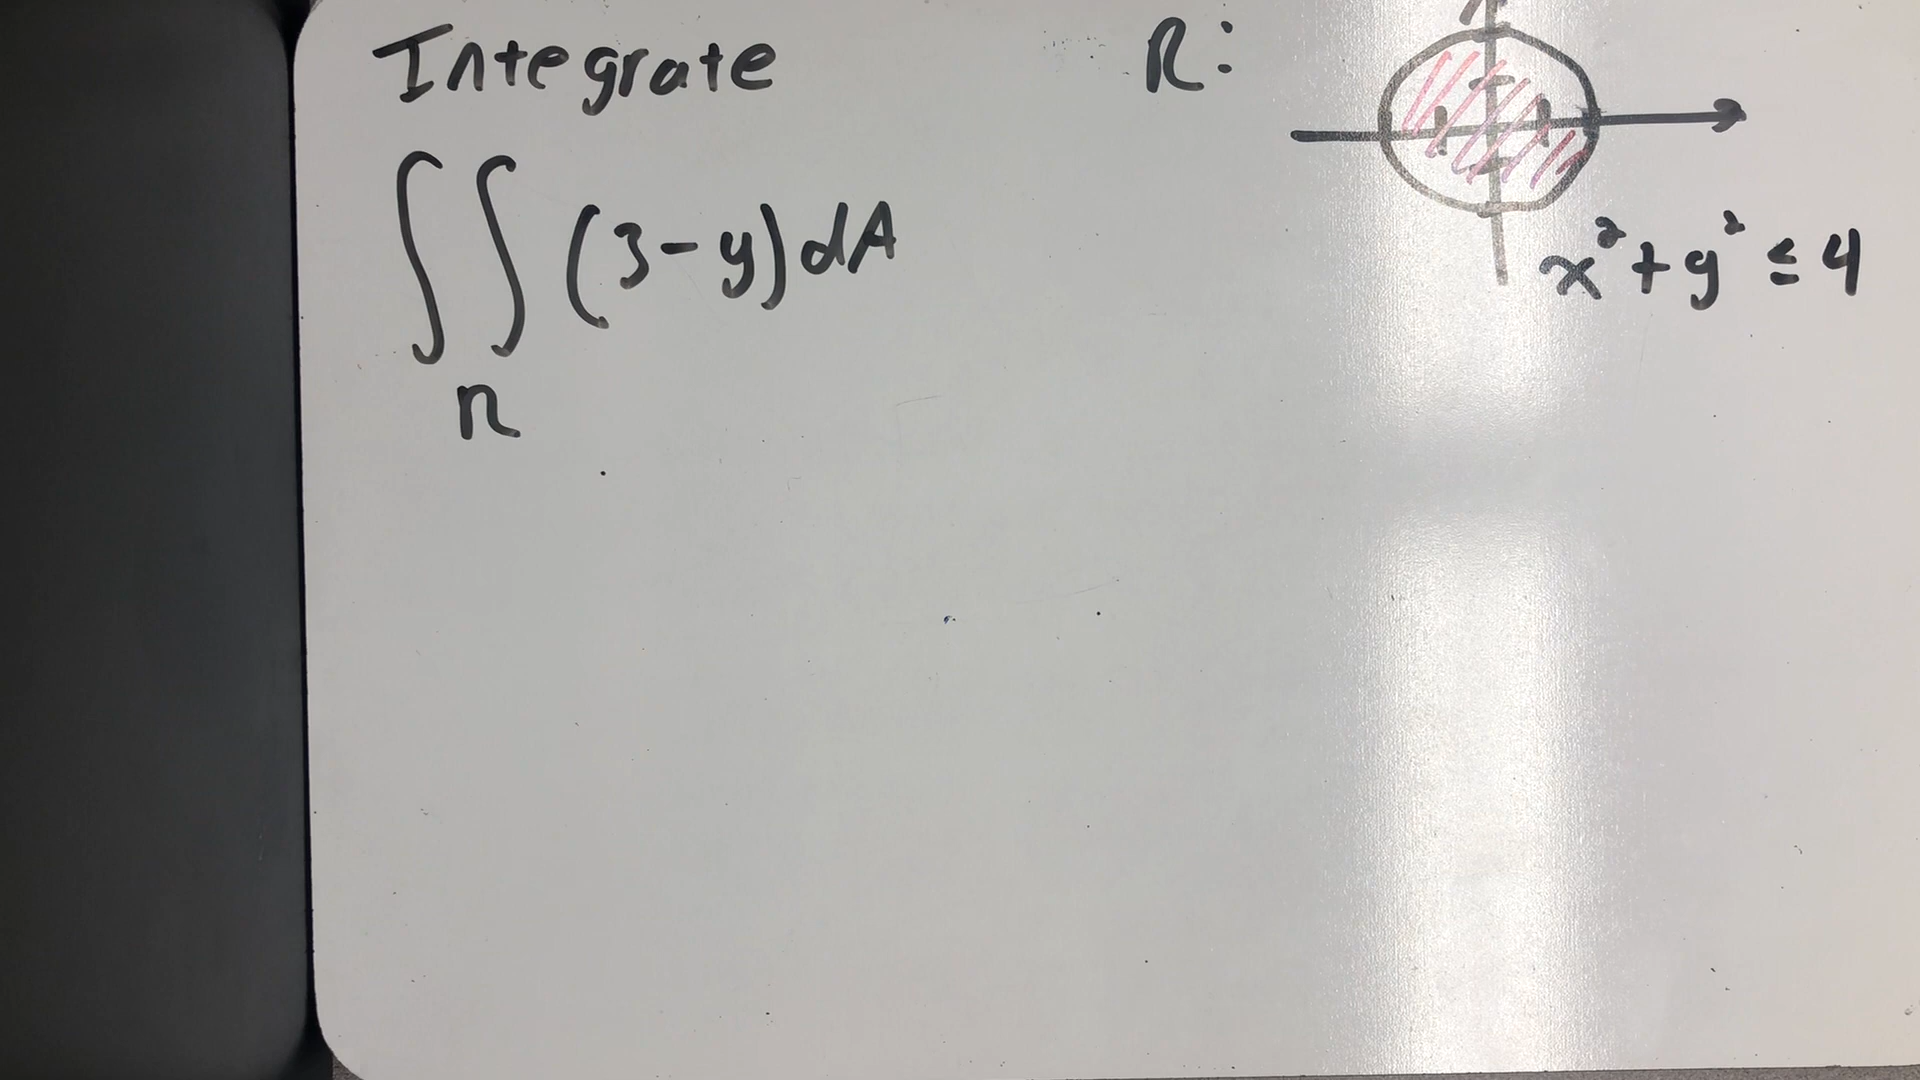 Integrate
∫∫ (3-y)dA
R
R:
x² + y² ≤ 4